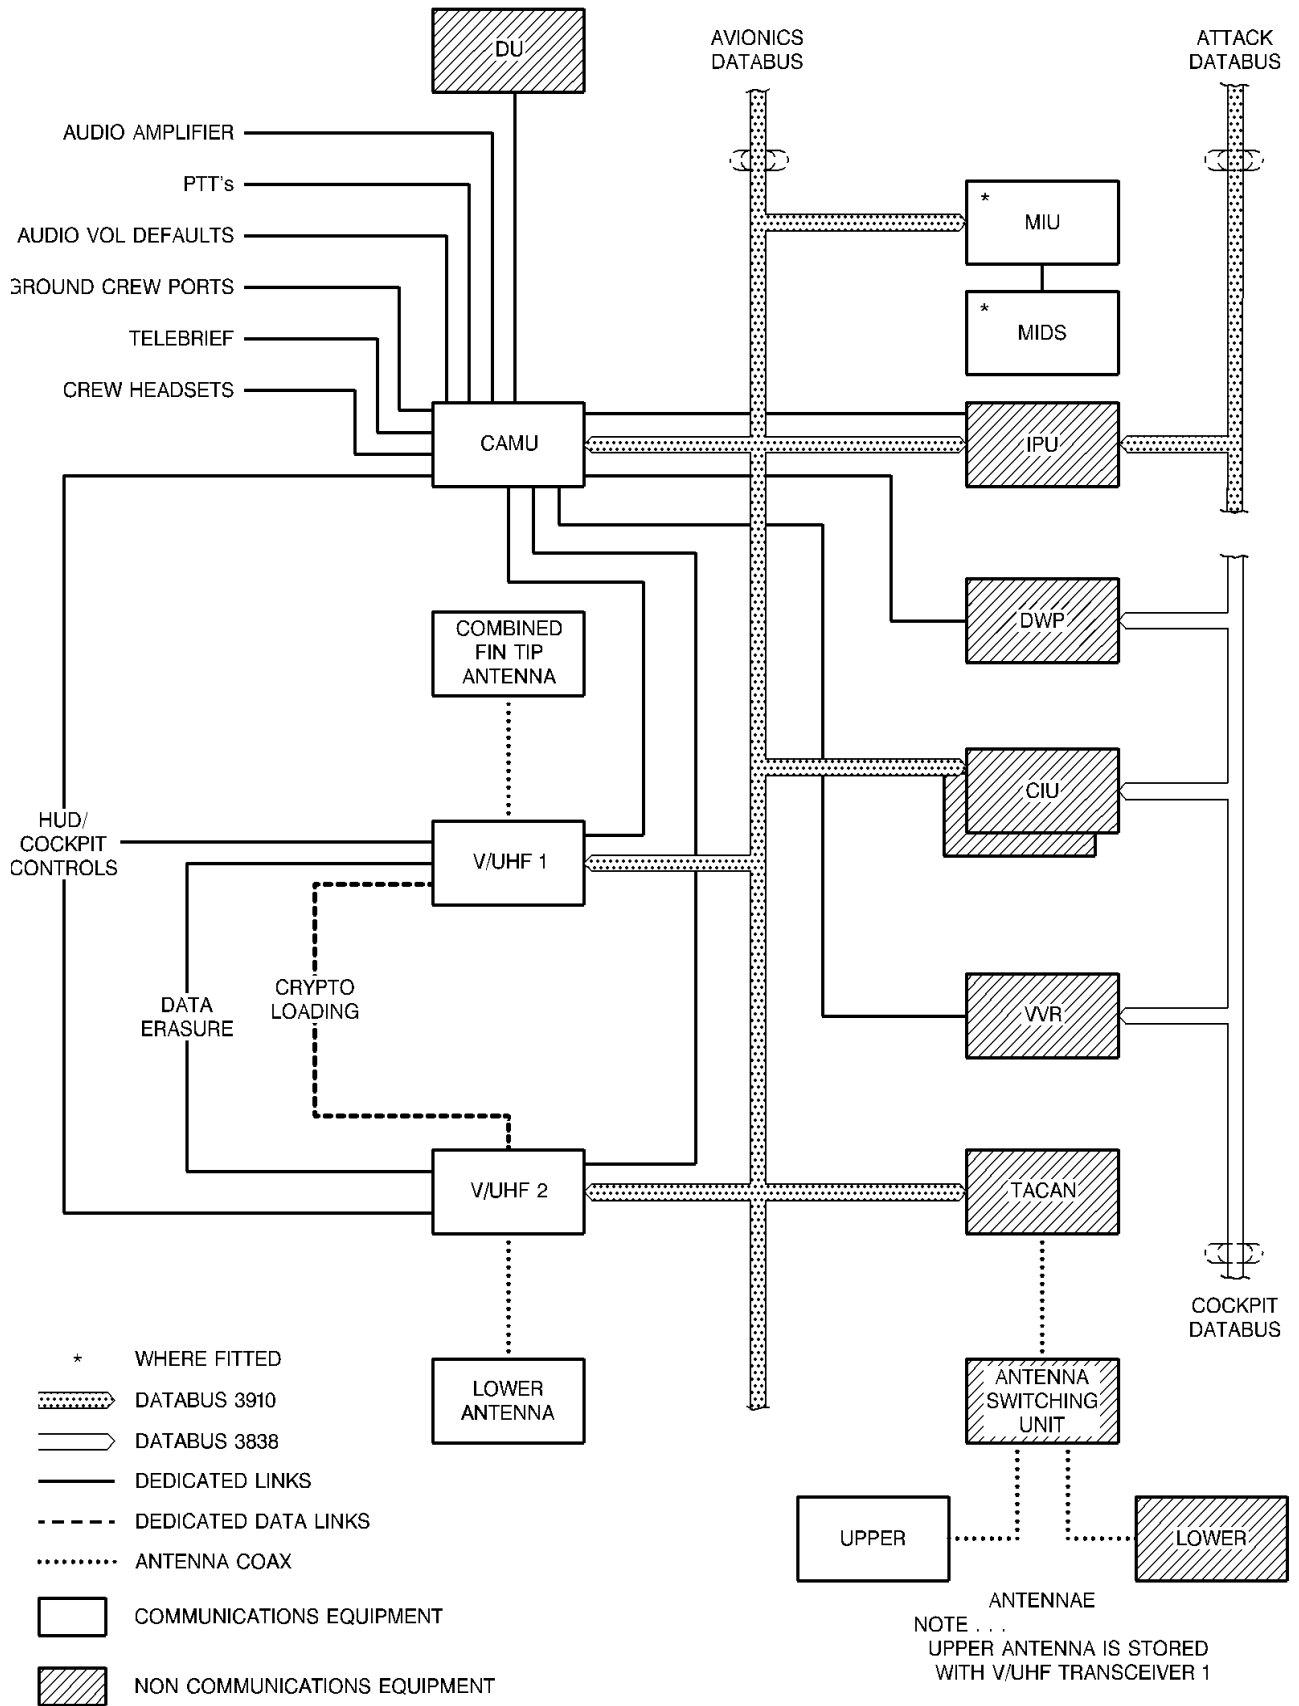 DU
AVIONICS
DATABUS
ATTACK
DATABUS
AUDIO AMPLIFIER
PTT's
AUDIO VOL DEFAULTS
GROUND CREW PORTS
TELEBRIEF
CREW HEADSETS
* MIU
* MIDS
CAMU
IPU
COMBINED
FIN TIP
ANTENNA
DWP
CIU
HUD/
COCKPIT
CONTROLS
V/UHF 1
CRYPTO
LOADING
DATA
ERASURE
VVR
V/UHF 2
TACAN
COCKPIT
DATABUS
LOWER
ANTENNA
ANTENNA
SWITCHING
UNIT
UPPER
LOWER
ANTENNAE
NOTE . . .
UPPER ANTENNA IS STORED
WITH V/UHF TRANSCEIVER 1
* WHERE FITTED
DATABUS 3910
DATABUS 3838
DEDICATED LINKS
DEDICATED DATA LINKS
ANTENNA COAX
COMMUNICATIONS EQUIPMENT
NON COMMUNICATIONS EQUIPMENT